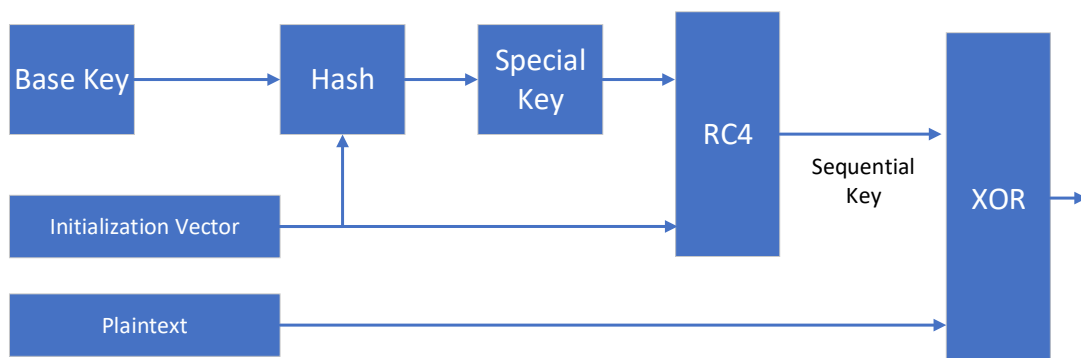 Base Key
Hash
Special
Key
RC4
Sequential
Key
XOR
Initialization Vector
Plaintext